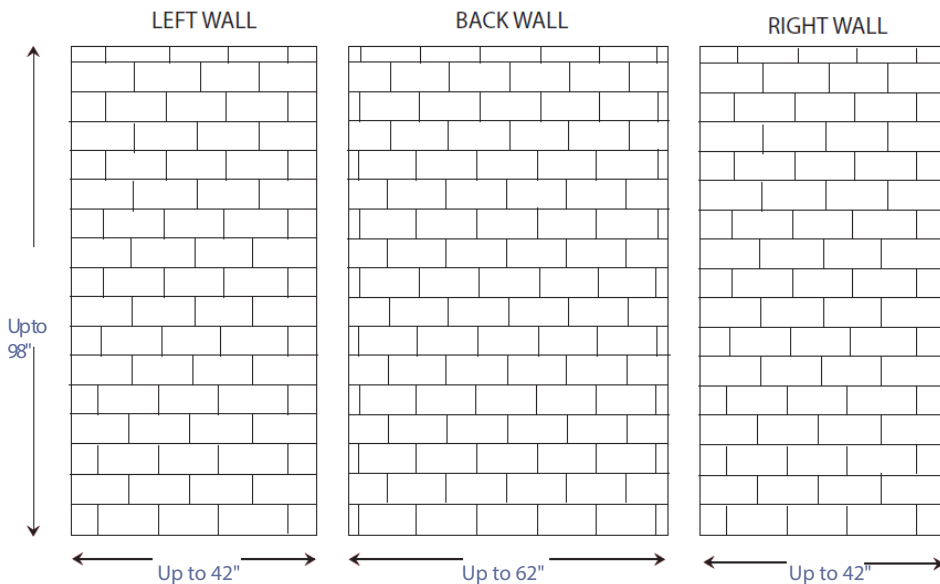 LEFT WALL
BACK WALL
RIGHT WALL
Upto
98"
Up to 42"
Up to 62"
Up to 42"